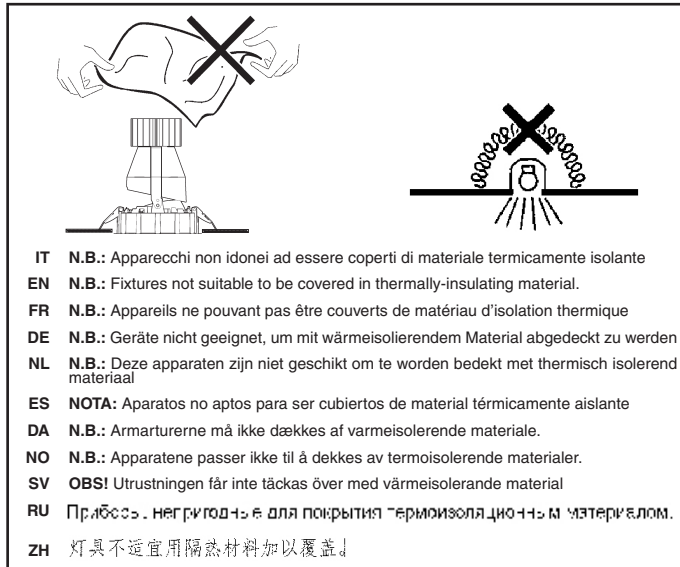 IT N.B.: Apparecchi non idonei ad essere coperti di materiale termicamente isolante
EN N.B.: Fixtures not suitable to be covered in thermally-insulating material.
FR N.B.: Appareils ne pouvant pas être couverts de matériau d'isolation thermique
DE N.B.: Geräte nicht geeignet, um mit wärmeisolierendem Material abgedeckt zu werden
NL N.B.: Deze apparaten zijn niet geschikt om te worden bedekt met thermisch isolerend
materiaal
ES NOTA: Aparatos no aptos para ser cubiertos de material térmicamente aislante
DA N.B.: Armarturerne må ikke dækkes af varmeisolerende materiale.
NO N.B.: Apparatene passer ikke til å dekkes av termoisolerende materialer.
SV OBS! Utrustningen får inte täckas över med värmeisolerande material
RU Приборы, непригодные для покрытия термоизоляционным материалом.
ZH 灯具不适宜用隔热材料加以覆盖。